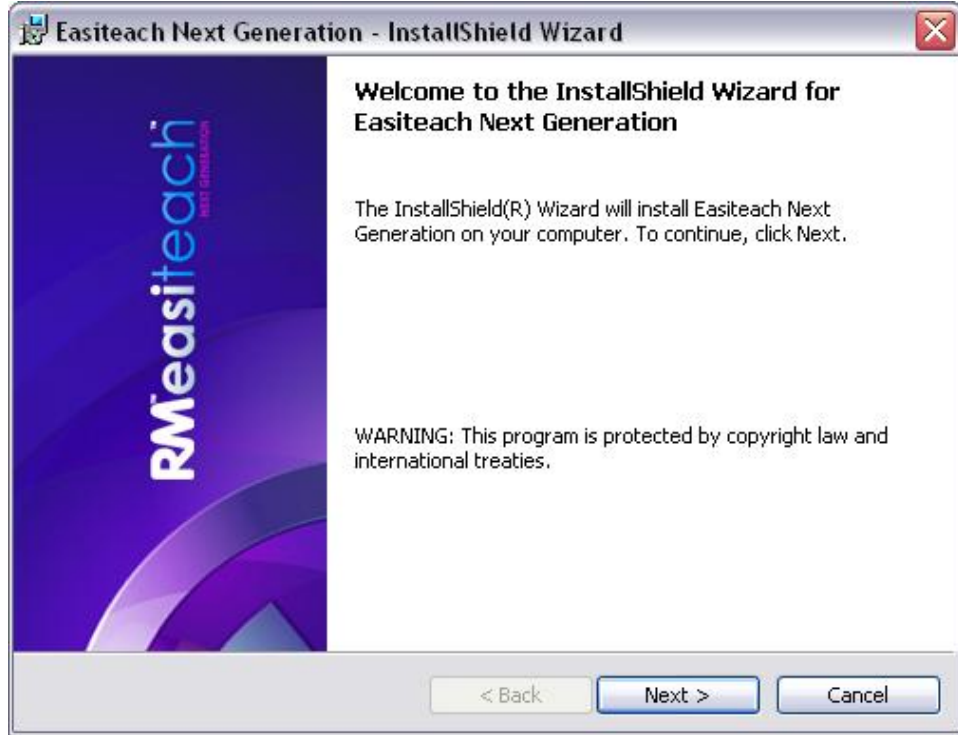 Easiteach Next Generation - InstallShield Wizard
RM™easiteach™
NEXT GENERATION
Welcome to the InstallShield Wizard for
Easiteach Next Generation
The InstallShield(R) Wizard will install Easiteach Next
Generation on your computer. To continue, click Next.
WARNING: This program is protected by copyright law and
international treaties.
< Back
Next >
Cancel